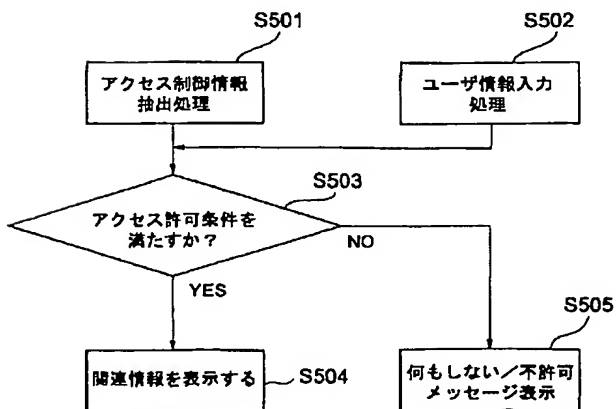 S501
アクセス制御情報
抽出処理
S502
ユーザ情報入力
処理
S503
アクセス許可条件を
満たすか？
NO
YES
関連情報を表示する
S504
S505
何もしない／不許可
メッセージ表示